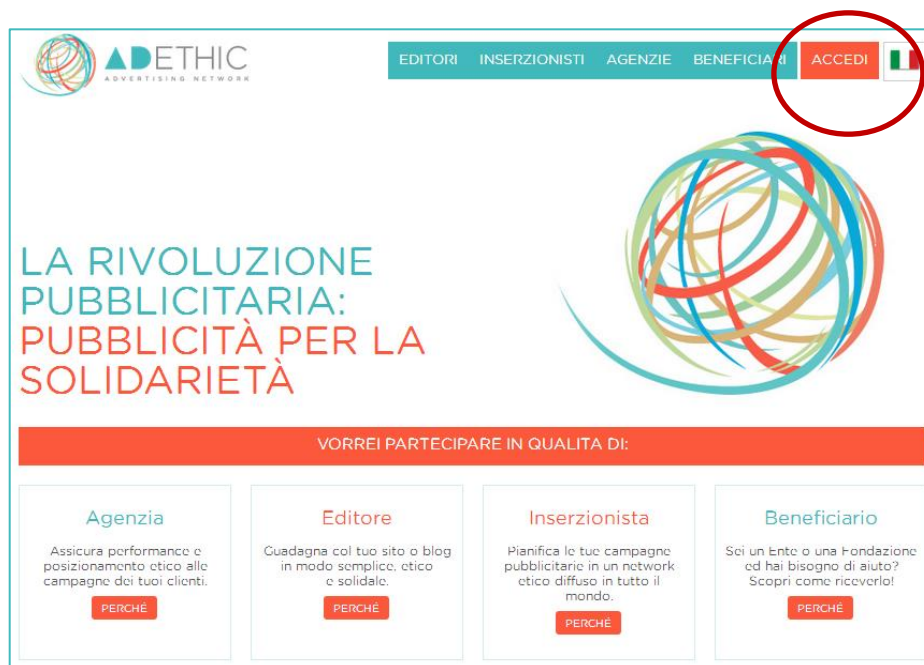 ADETHIC
ADVERTISING NETWORK
EDITORI INSERZIONISTI AGENZIE BENEFICIARI ACCEDI
LA RIVOLUZIONE
PUBBLICITARIA:
PUBBLICITÀ PER LA
SOLIDARIETÀ
VORREI PARTECIPARE IN QUALITA DI:
Agenzia
Assicura performance e
posizionamento etico alle
campagne dei tuoi clienti.
PERCHÉ
Editore
Guadagna col tuo sito o blog
in modo semplice, etico
e solidale.
PERCHÉ
Inserzionista
Pianifica le tue campagne
pubblicitarie in un network
etico diffuso in tutto il
mondo.
PERCHÉ
Beneficiario
Sei un Ente o una Fondazione
ed hai bisogno di aiuto?
Scopri come riceverlo!
PERCHÉ